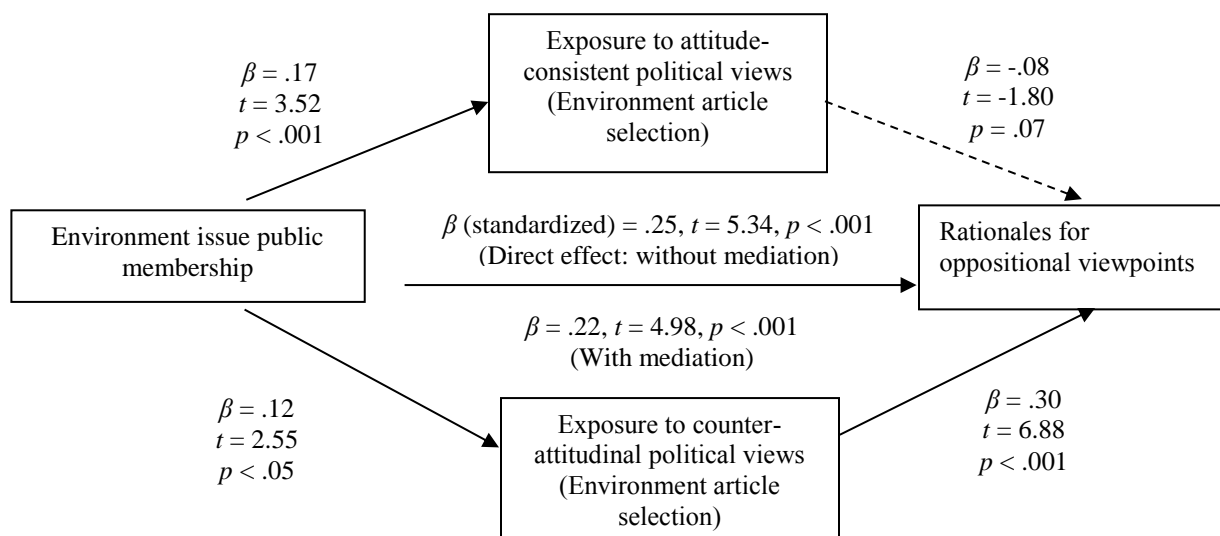 Exposure to attitude-
consistent political views
(Environment article
selection)
β = .17
t = 3.52
p < .001
β = -.08
t = -1.80
p = .07
Environment issue public
membership
β (standardized) = .25, t = 5.34, p < .001
(Direct effect: without mediation)
Rationales for
oppositional viewpoints
β = .22, t = 4.98, p < .001
(With mediation)
β = .12
t = 2.55
p < .05
Exposure to counter-
attitudinal political views
(Environment article
selection)
β = .30
t = 6.88
p < .001